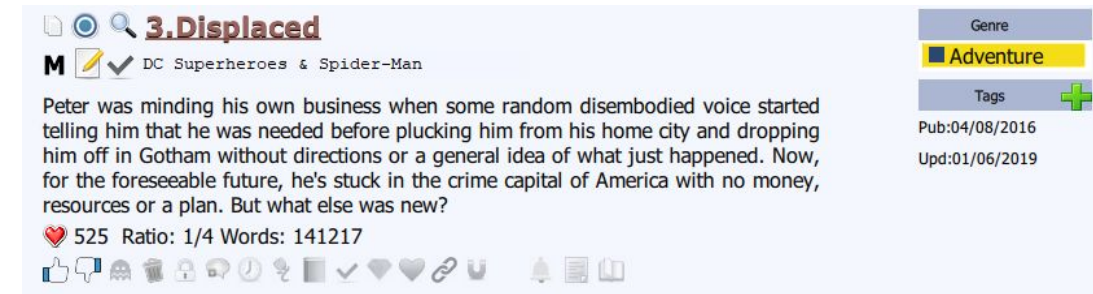 3.Displaced
Genre
M DC Superheroes & Spider-Man
Adventure
Tags
Peter was minding his own business when some random disembodied voice started
telling him that he was needed before plucking him from his home city and dropping
him off in Gotham without directions or a general idea of what just happened. Now,
for the foreseeable future, he's stuck in the crime capital of America with no money,
resources or a plan. But what else was new?
Pub:04/08/2016
Upd:01/06/2019
525 Ratio: 1/4 Words: 141217